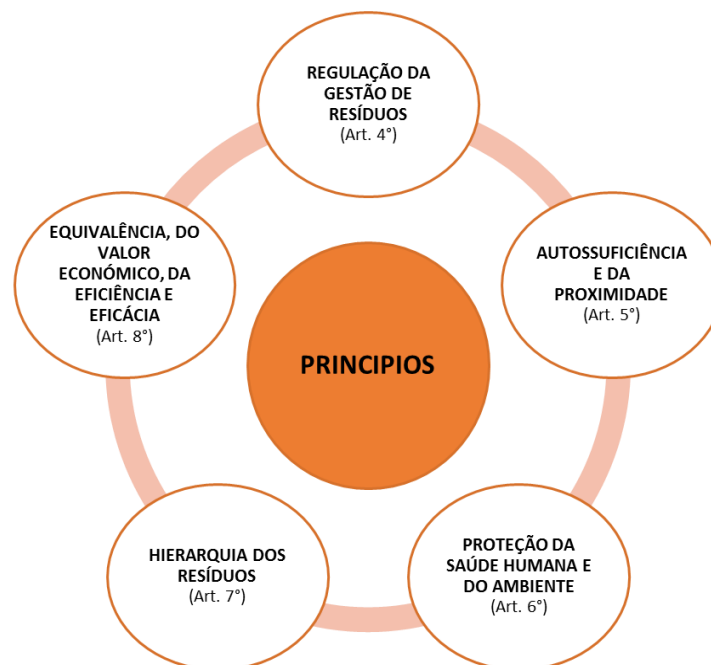 REGULAÇÃO DA
GESTÃO DE
RESÍDUOS
(Art. 4°)
AUTOSSUFICIÊNCIA
E DA
PROXIMIDADE
(Art. 5°)
PROTEÇÃO DA
SAÚDE HUMANA E
DO AMBIENTE
(Art. 6°)
HIERARQUIA DOS
RESÍDUOS
(Art. 7°)
EQUIVALÊNCIA, DO
VALOR
ECONÓMICO, DA
EFICIÊNCIA E
EFICÁCIA
(Art. 8°)
PRINCIPIOS